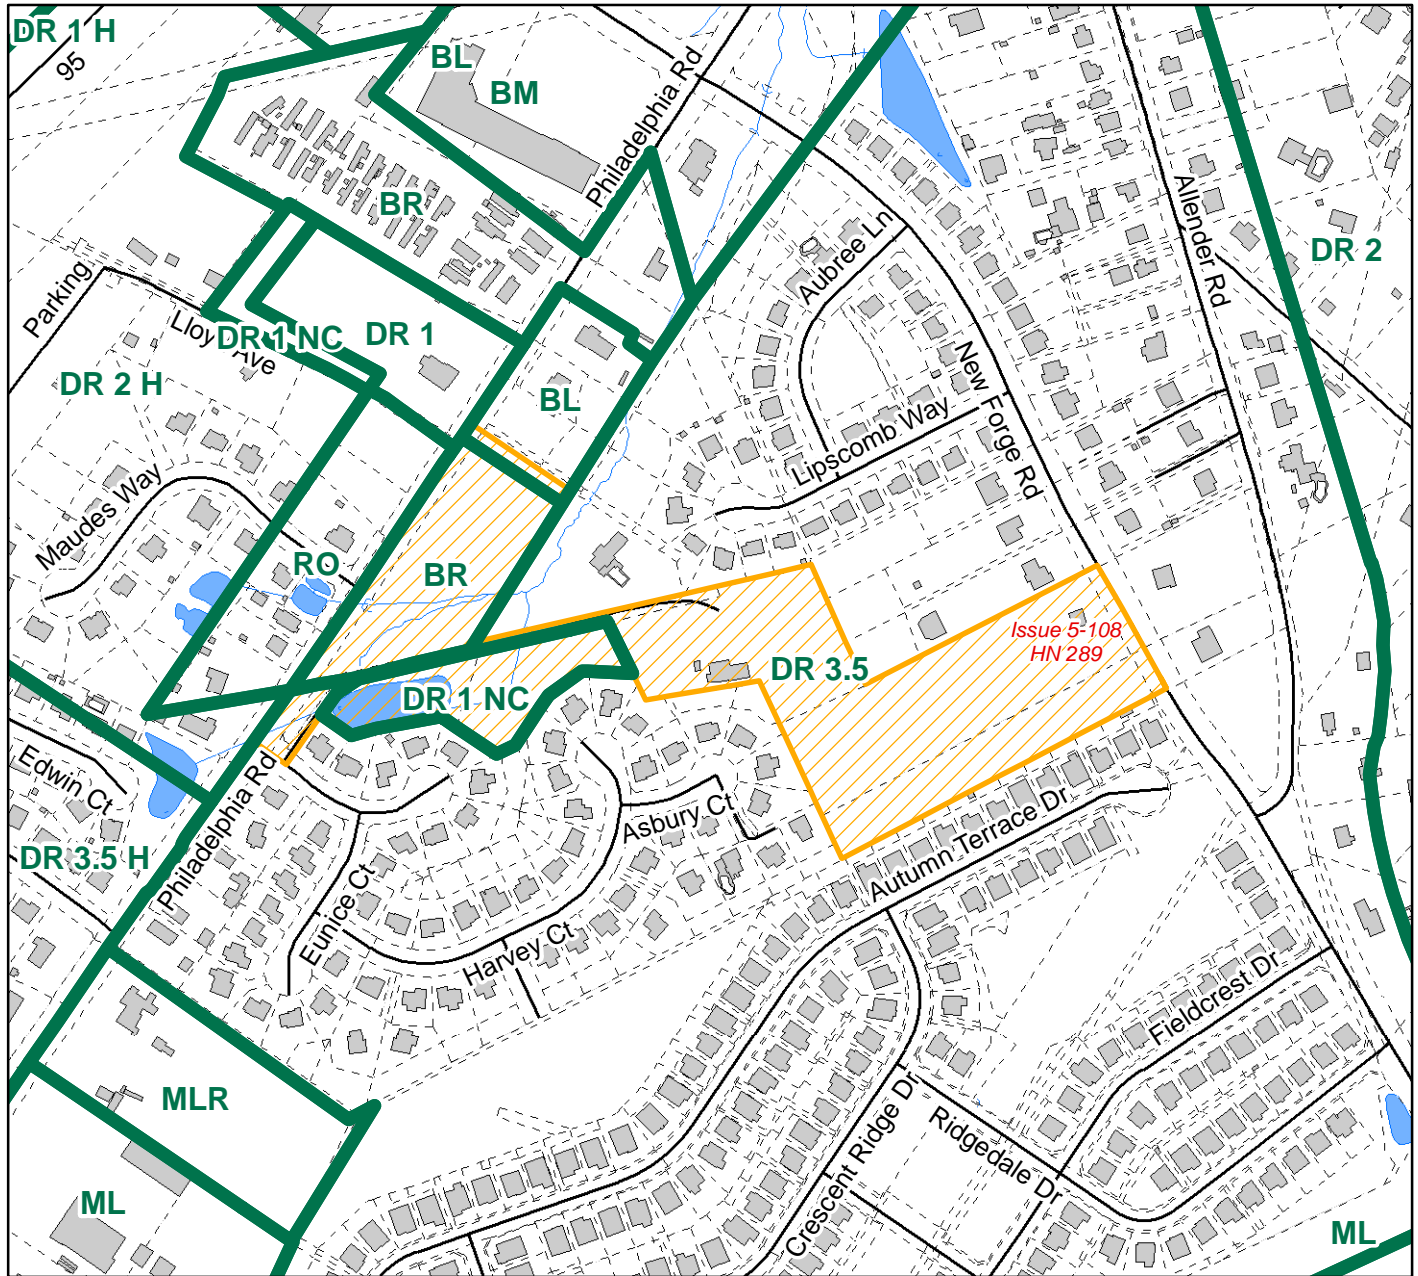 DR 1 H
95
BL
BM
Philadelphia Rd
BR
Parking
Lloyd Ave
DR 1 NC
DR 1
DR 2 H
BL
Aubree Ln
Allender Rd
DR 2
New Forge Rd
Lipscomb Way
Maudes Way
RO
BR
Issue 5-108
HN 289
DR 3.5
DR 1 NC
Edwin Ct
Philadelphia Rd
DR 3.5 H
Asbury Ct
Autumn Terrace Dr
Eunice Ct
Harvey Ct
Fieldcrest Dr
MLR
Crescent Ridge Dr
Ridgedale Dr
ML
ML